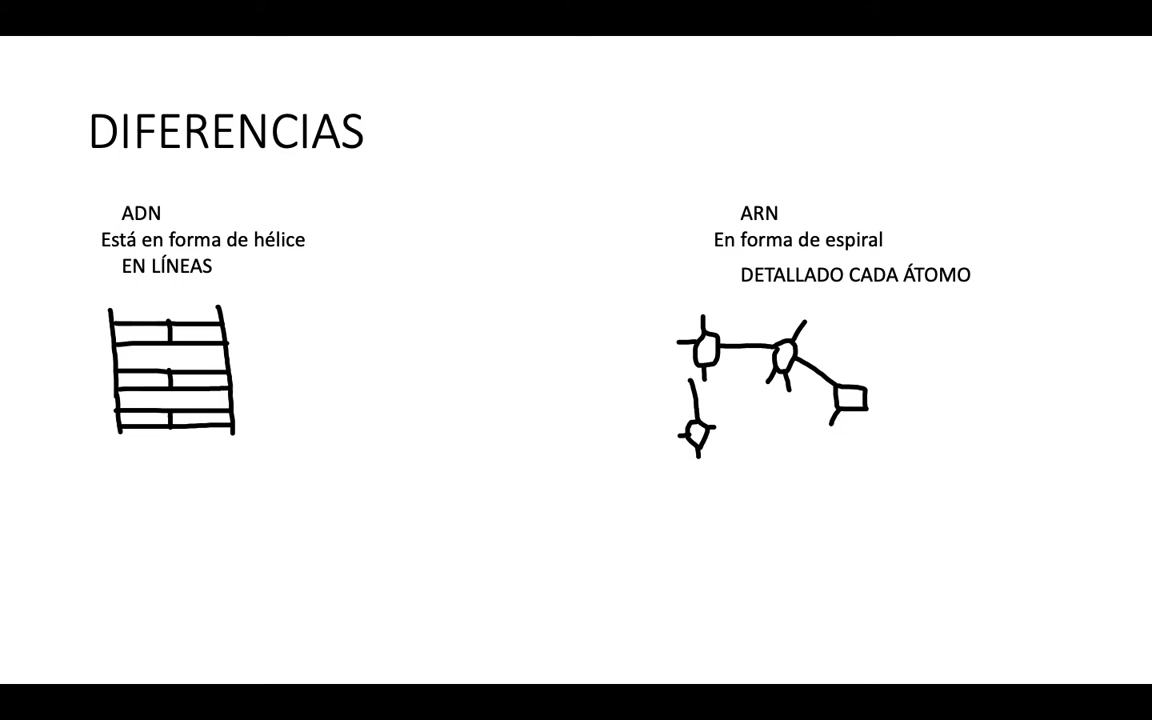 DIFERENCIAS
ADN
Está en forma de hélice
EN LÍNEAS
ARN
En forma de espiral
DETALLADO CADA ÁTOMO